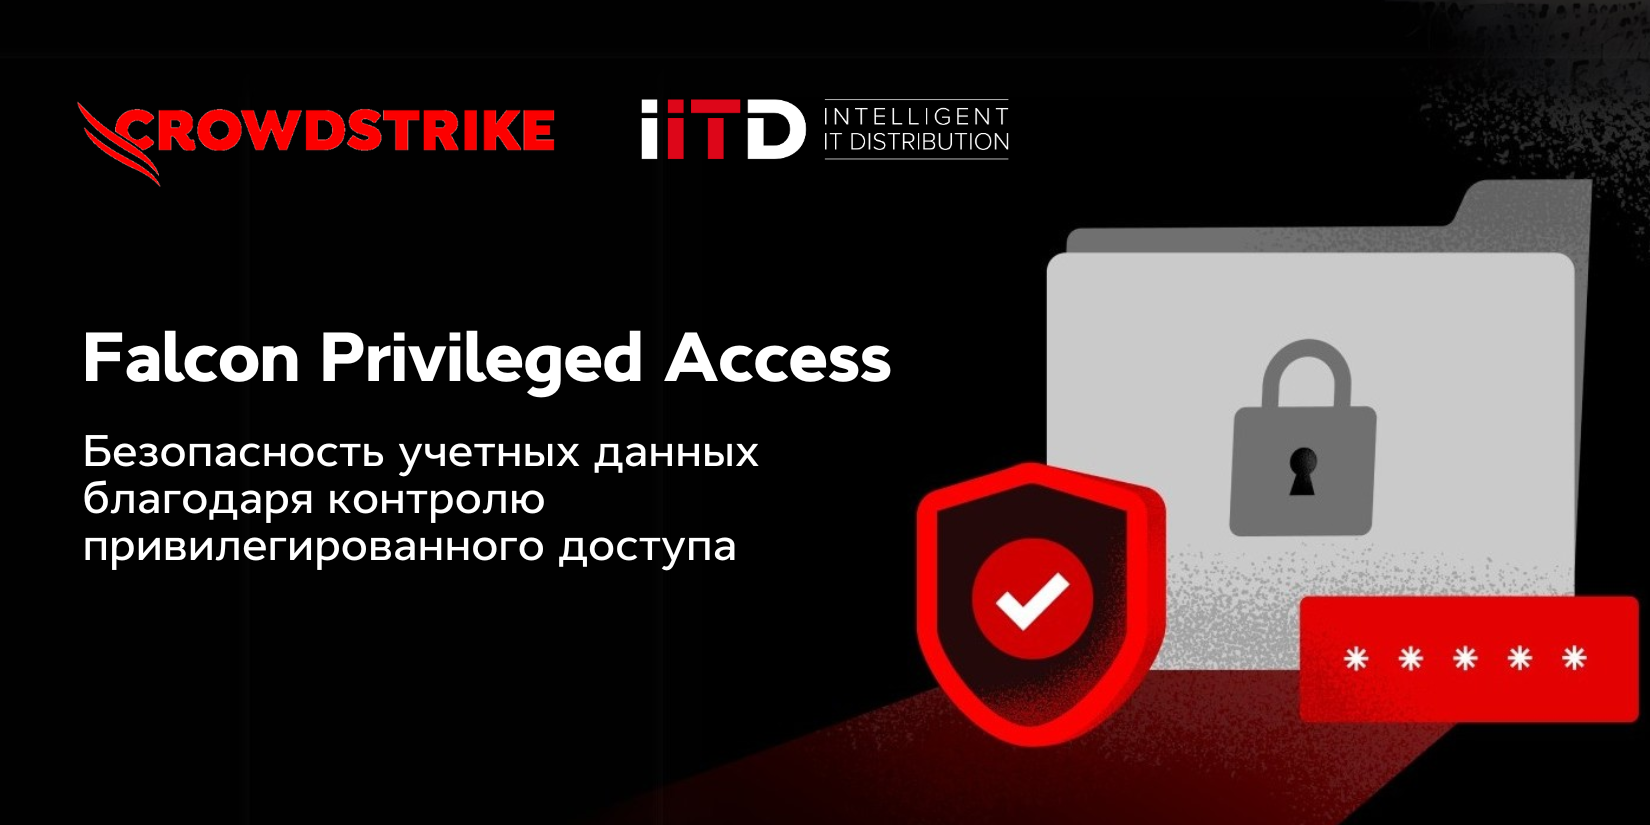 CROWDSTRIKE
iiTD
INTELLIGENT
IT DISTRIBUTION
Falcon Privileged Access
Безопасность учетных данных
благодаря контролю
привилегированного доступа
* * * * *